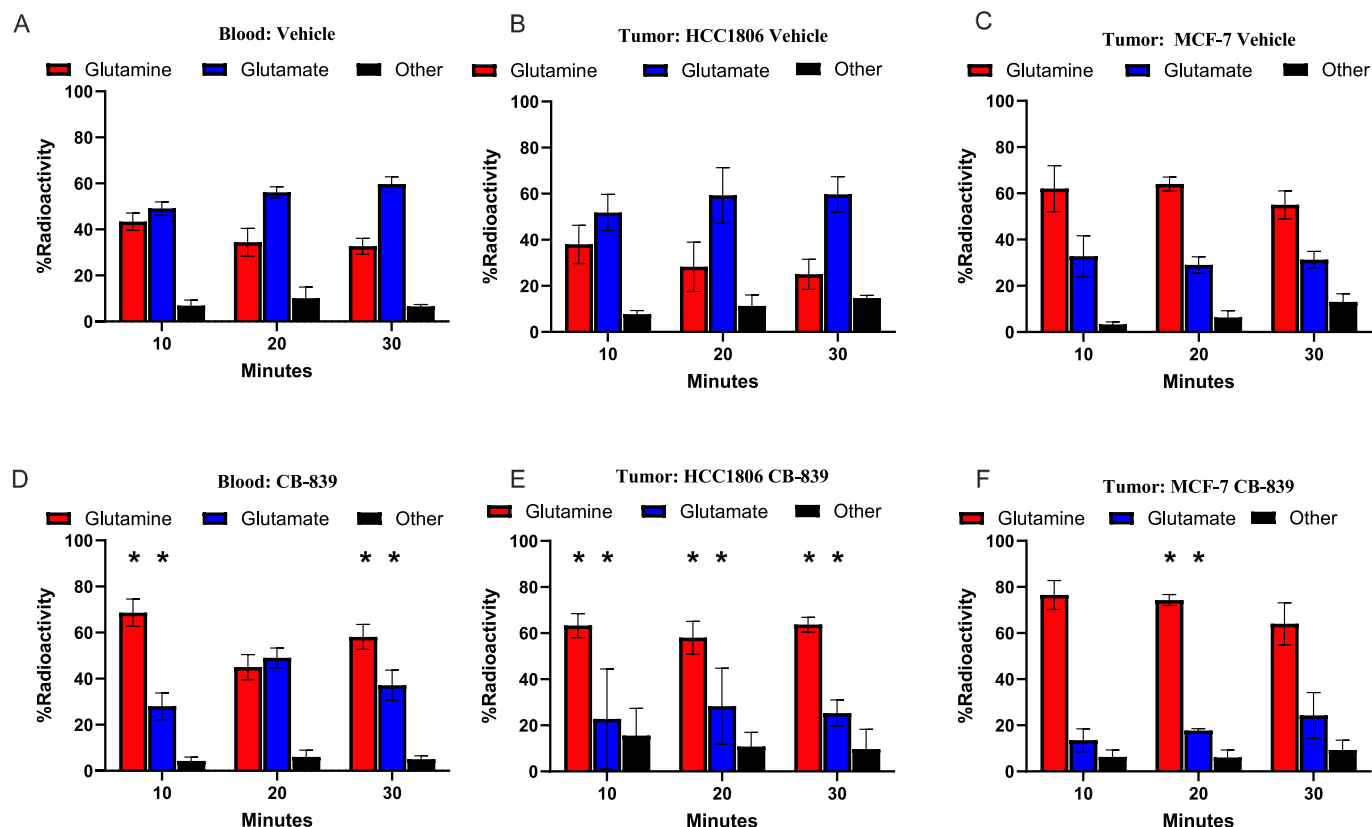 A
Blood: Vehicle
Glutamine Glutamate Other
%Radioactivity
100
80
60
40
20
0
10 20 30
Minutes
B
Tumor: HCC1806 Vehicle
Glutamine Glutamate Other
%Radioactivity
100
80
60
40
20
0
10 20 30
Minutes
C
Tumor: MCF-7 Vehicle
Glutamine Glutamate Other
%Radioactivity
100
80
60
40
20
0
10 20 30
Minutes
D
Blood: CB-839
Glutamine Glutamate Other
%Radioactivity
100
80
60
40
20
0
* * * *
10 20 30
Minutes
E
Tumor: HCC1806 CB-839
Glutamine Glutamate Other
%Radioactivity
100
80
60
40
20
0
* * * * * *
10 20 30
Minutes
F
Tumor: MCF-7 CB-839
Glutamine Glutamate Other
%Radioactivity
100
80
60
40
20
0
* *
10 20 30
Minutes